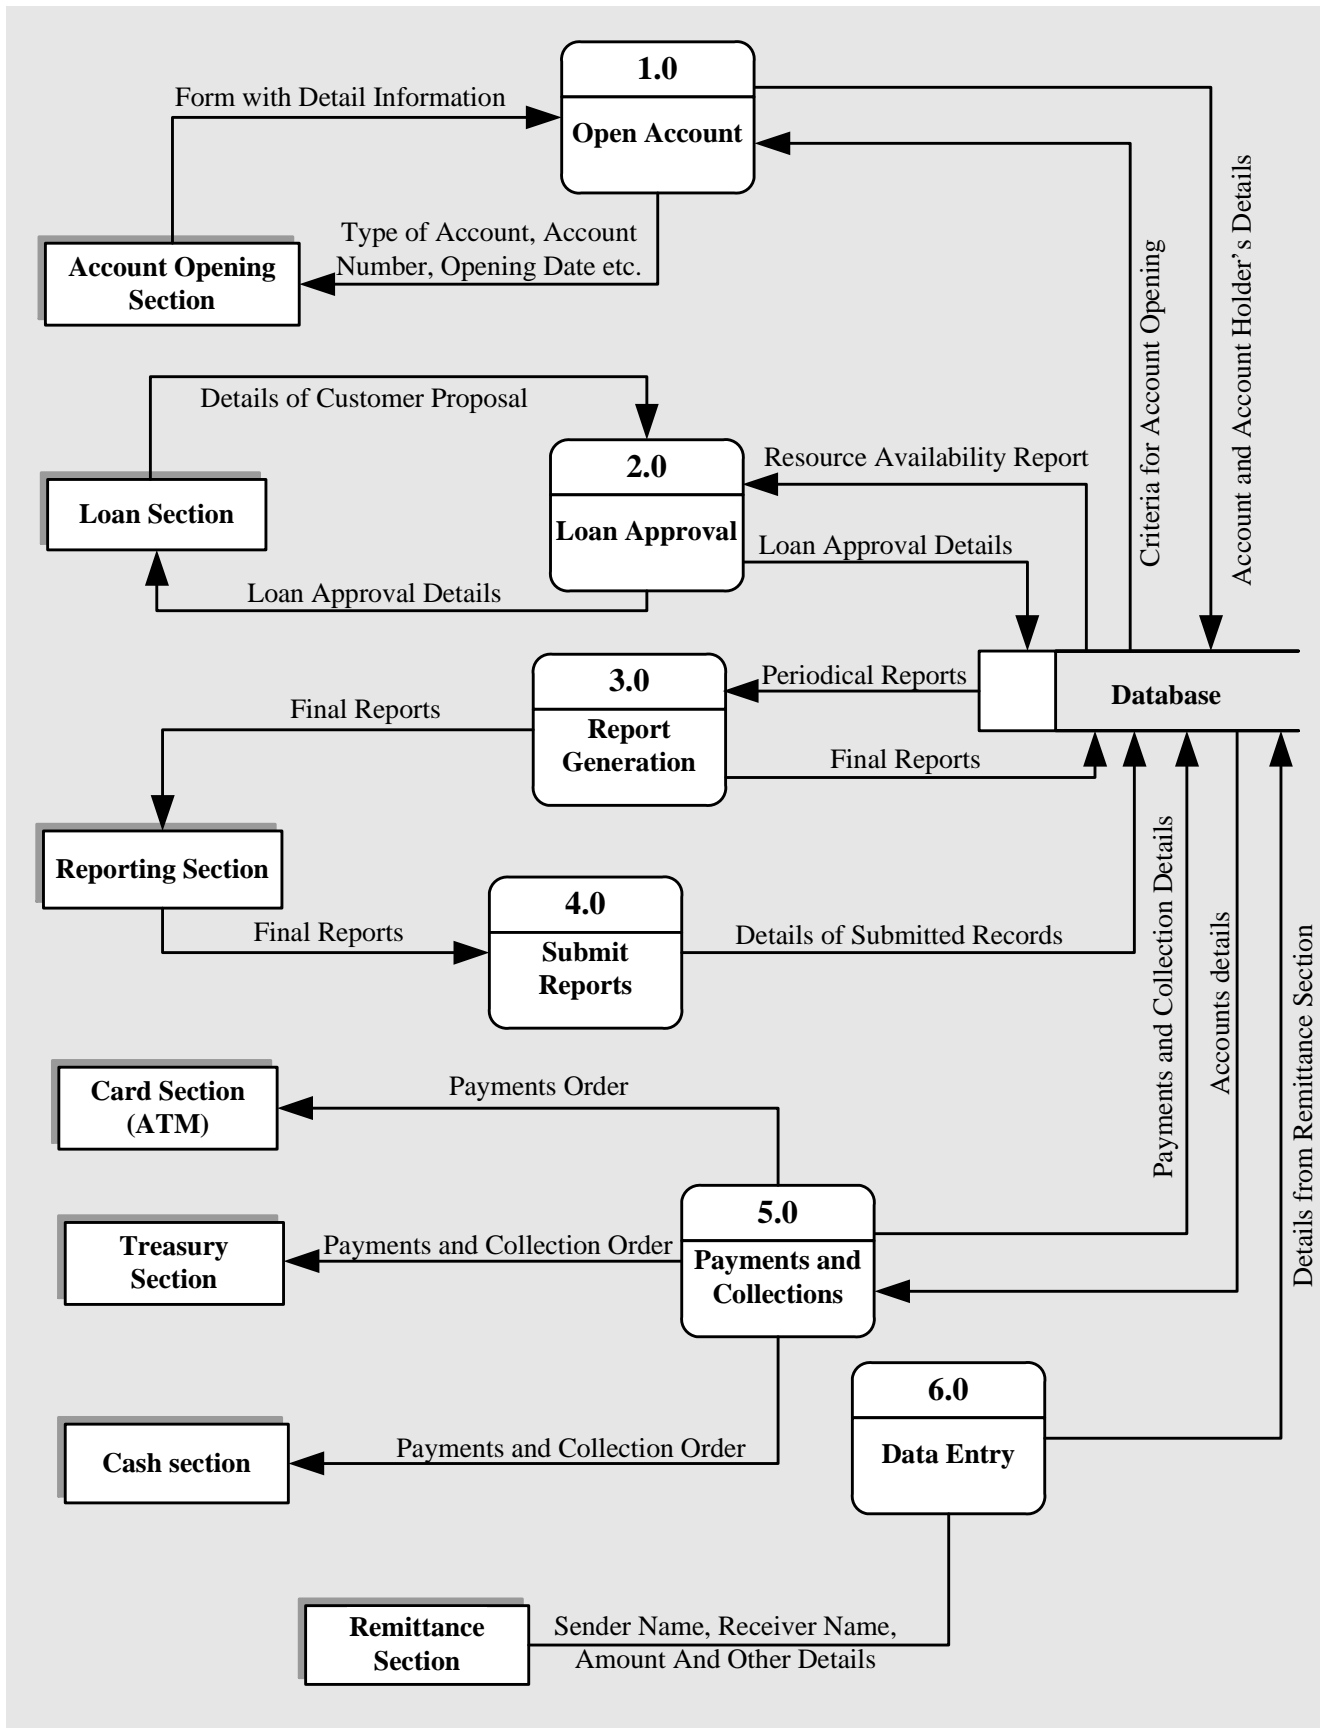 1.0
Open Account
Form with Detail Information
Type of Account, Account
Number, Opening Date etc.
Account Opening
Section
Criteria for Account Opening
Account and Account Holder's Details
Details of Customer Proposal
2.0
Loan Approval
Loan Section
Resource Availability Report
Loan Approval Details
Loan Approval Details
3.0
Report
Generation
Periodical Reports
Database
Final Reports
Final Reports
Reporting Section
4.0
Submit
Reports
Final Reports
Details of Submitted Records
Payments and Collection Details
Accounts details
Details from Remittance Section
Card Section
(ATM)
Payments Order
5.0
Payments and
Collections
Treasury
Section
Payments and Collection Order
Cash section
Payments and Collection Order
6.0
Data Entry
Remittance
Section
Sender Name, Receiver Name,
Amount And Other Details